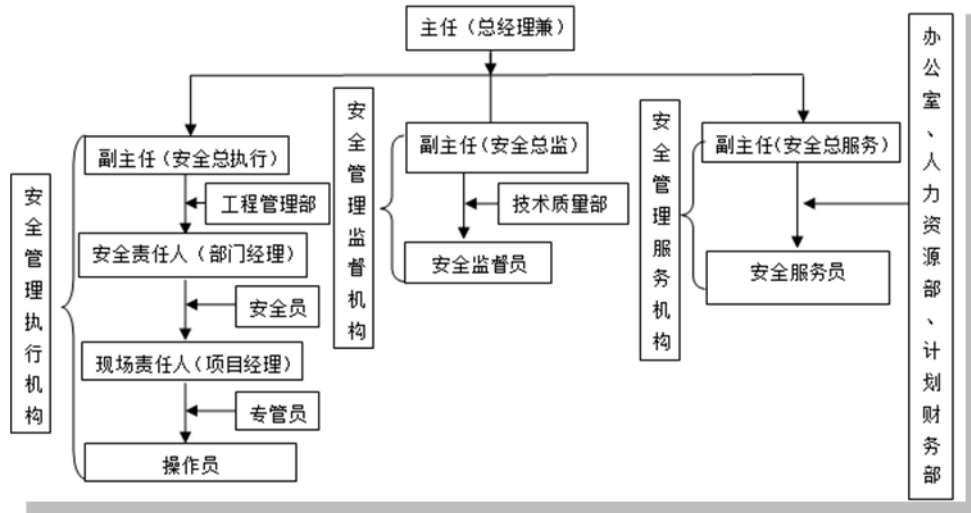 主任（总经理兼）
安全管理执行机构
副主任（安全总执行）
工程管理部
安全责任人（部门经理）
安全员
现场责任人（项目经理）
专管员
操作员
安全管理监督机构
副主任（安全总监）
技术质量部
安全监督员
安全管理服务机构
副主任（安全总服务）
安全服务员
办公室、人力资源部、计划财务部